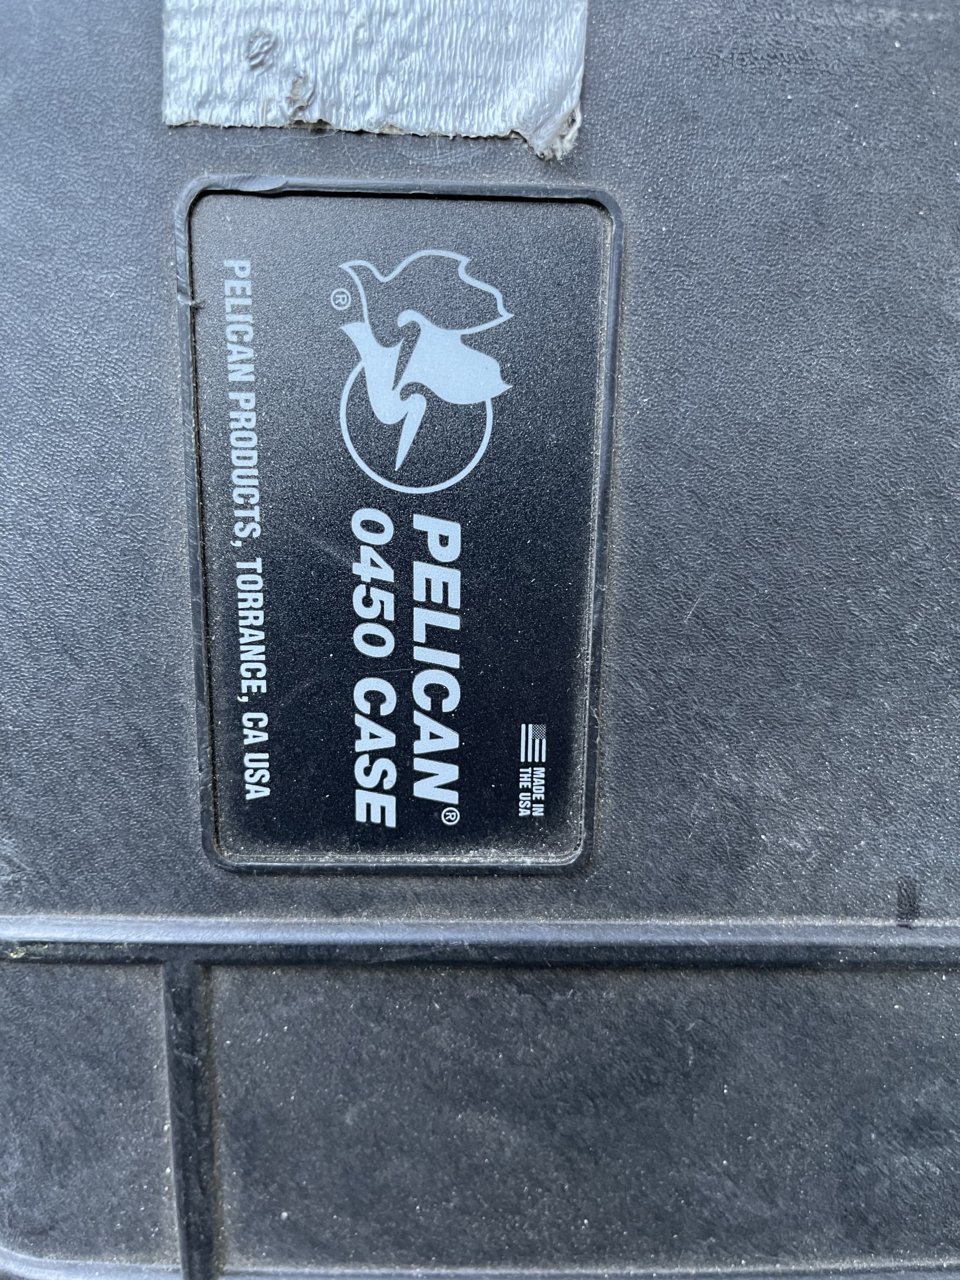 MADE IN
THE USA
PELICAN®
0450 CASE
®
PELICAN PRODUCTS, TORRANCE, CA USA